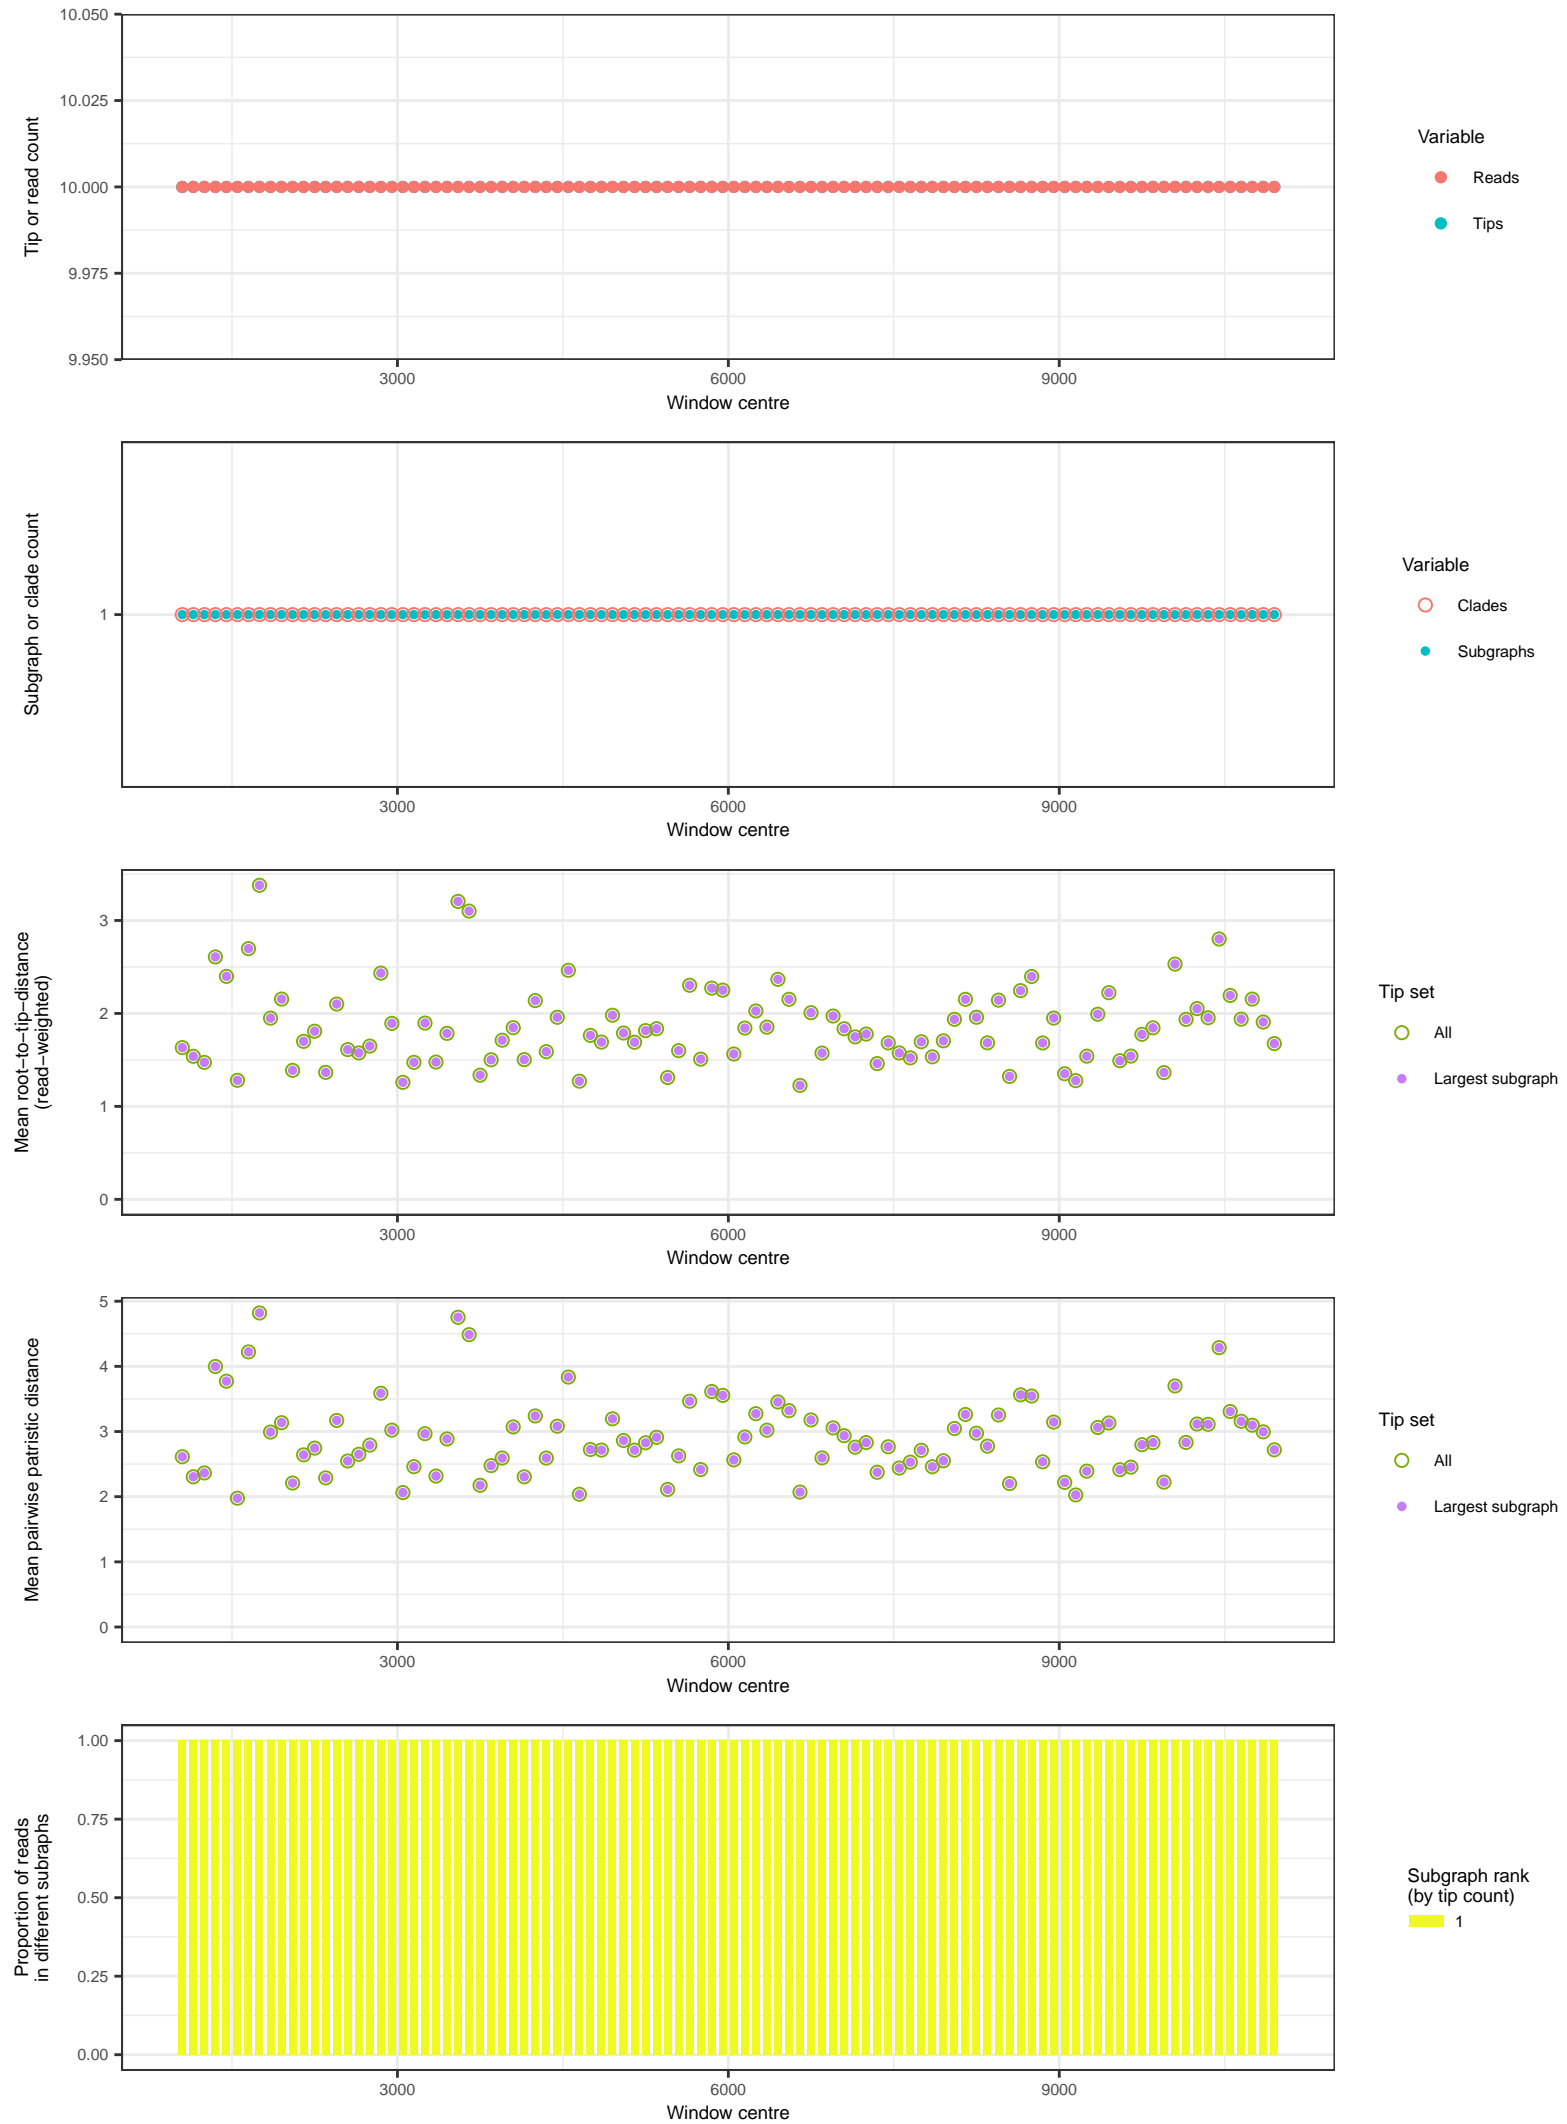 10.050
10.025
10.000
9.975
9.950
Tip or read count
3000
6000
9000
Window centre
Variable
Reads
Tips
1
Subgraph or clade count
3000
6000
9000
Window centre
Variable
Clades
Subgraphs
3
2
1
0
Mean root−to−tip−distance
(read−weighted)
3000
6000
9000
Window centre
Tip set
All
Largest subgraph
5
4
3
2
1
0
Mean pairwise patristic distance
3000
6000
9000
Window centre
Tip set
All
Largest subgraph
1.00
0.75
0.50
0.25
0.00
Proportion of reads
in different subraphs
3000
6000
9000
Window centre
Subgraph rank
(by tip count)
1